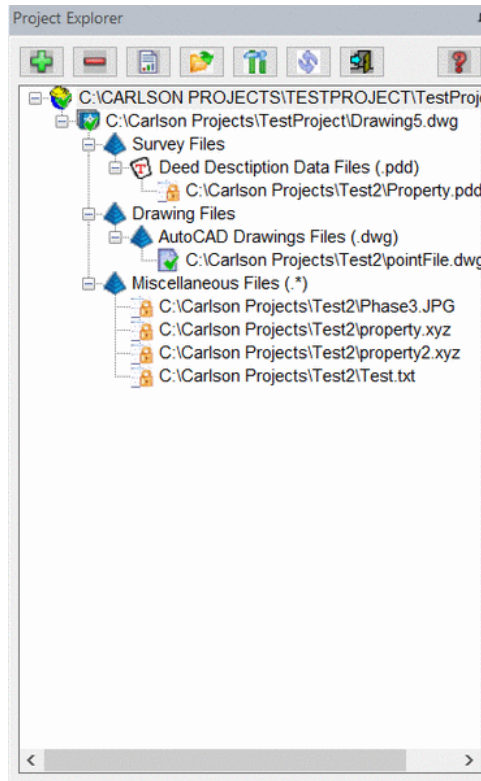 Project Explorer
C:\CARLSON PROJECTS\TESTPROJECT\TestProj
C:\Carlson Projects\TestProject\Drawing5.dwg
Survey Files
Deed Desctiption Data Files (.pdd)
C:\Carlson Projects\Test2\Property.pdd
Drawing Files
AutoCAD Drawings Files (.dwg)
C:\Carlson Projects\Test2\pointFile.dwg
Miscellaneous Files (.*)
C:\Carlson Projects\Test2\Phase3.JPG
C:\Carlson Projects\Test2\property.xyz
C:\Carlson Projects\Test2\property2.xyz
C:\Carlson Projects\Test2\Test.txt